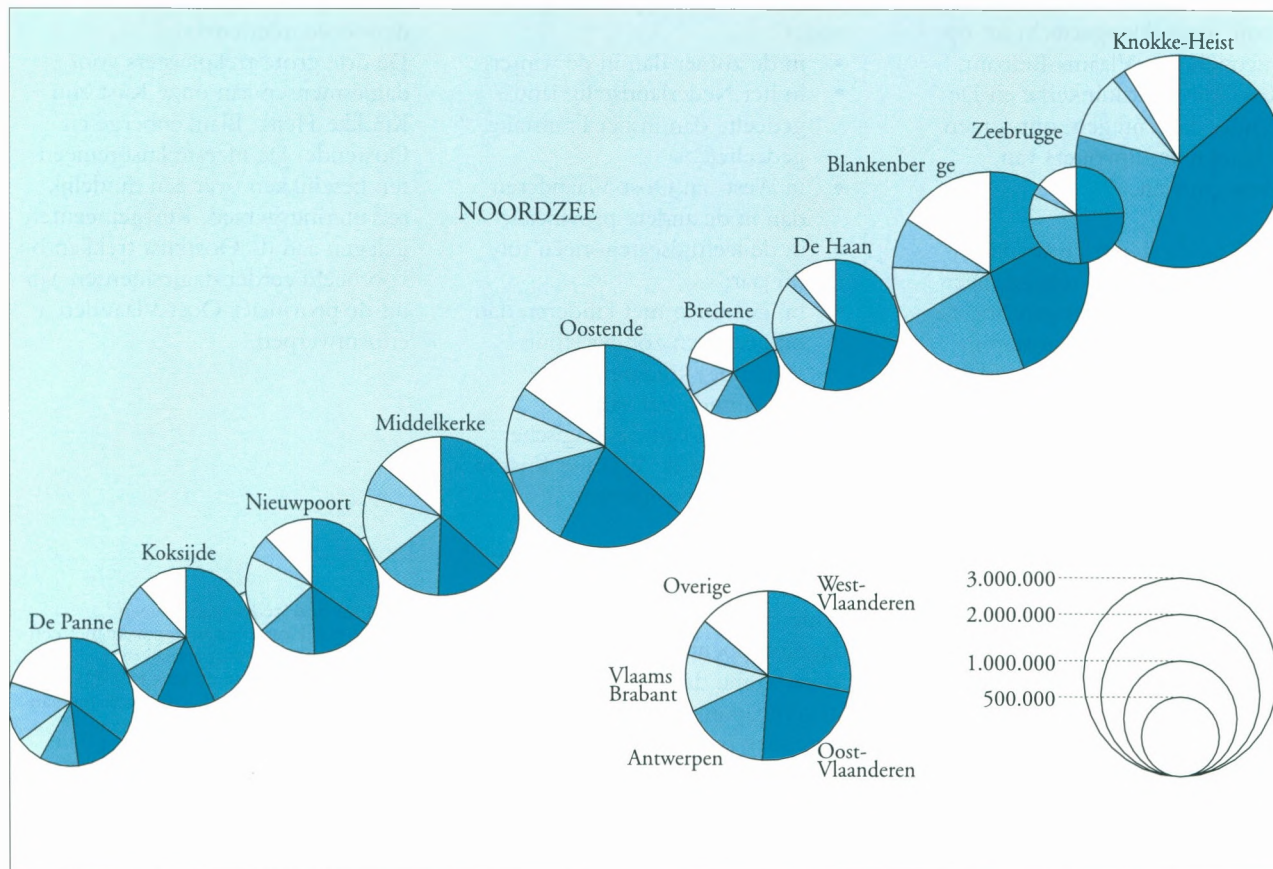 Knokke-Heist
Zeebrugge
Blankenber ge
NOORDZEE
De Haan
Bredene
Oostende
Middelkerke
Nieuwpoort
Koksijde
De Panne
Overige
West-
Vlaanderen
Vlaams
Brabant
Antwerpen
Oost-
Vlaanderen
3.000.000
2.000.000
1.000.000
500.000